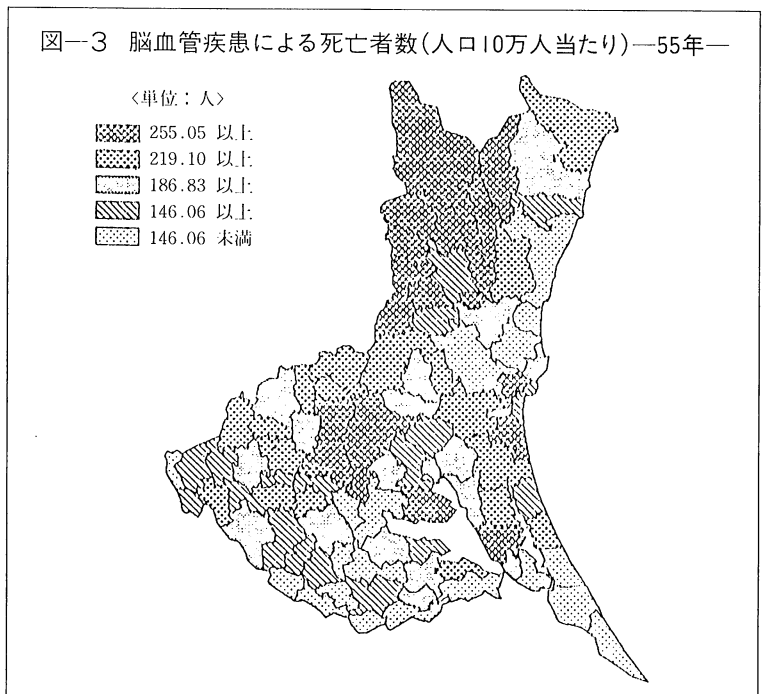 図-3 脳血管疾患による死亡者数(人口10万人当たり)―55年―
〈単位：人〉
255.05 以上
219.10 以上
186.83 以上
146.06 以上
146.06 未満